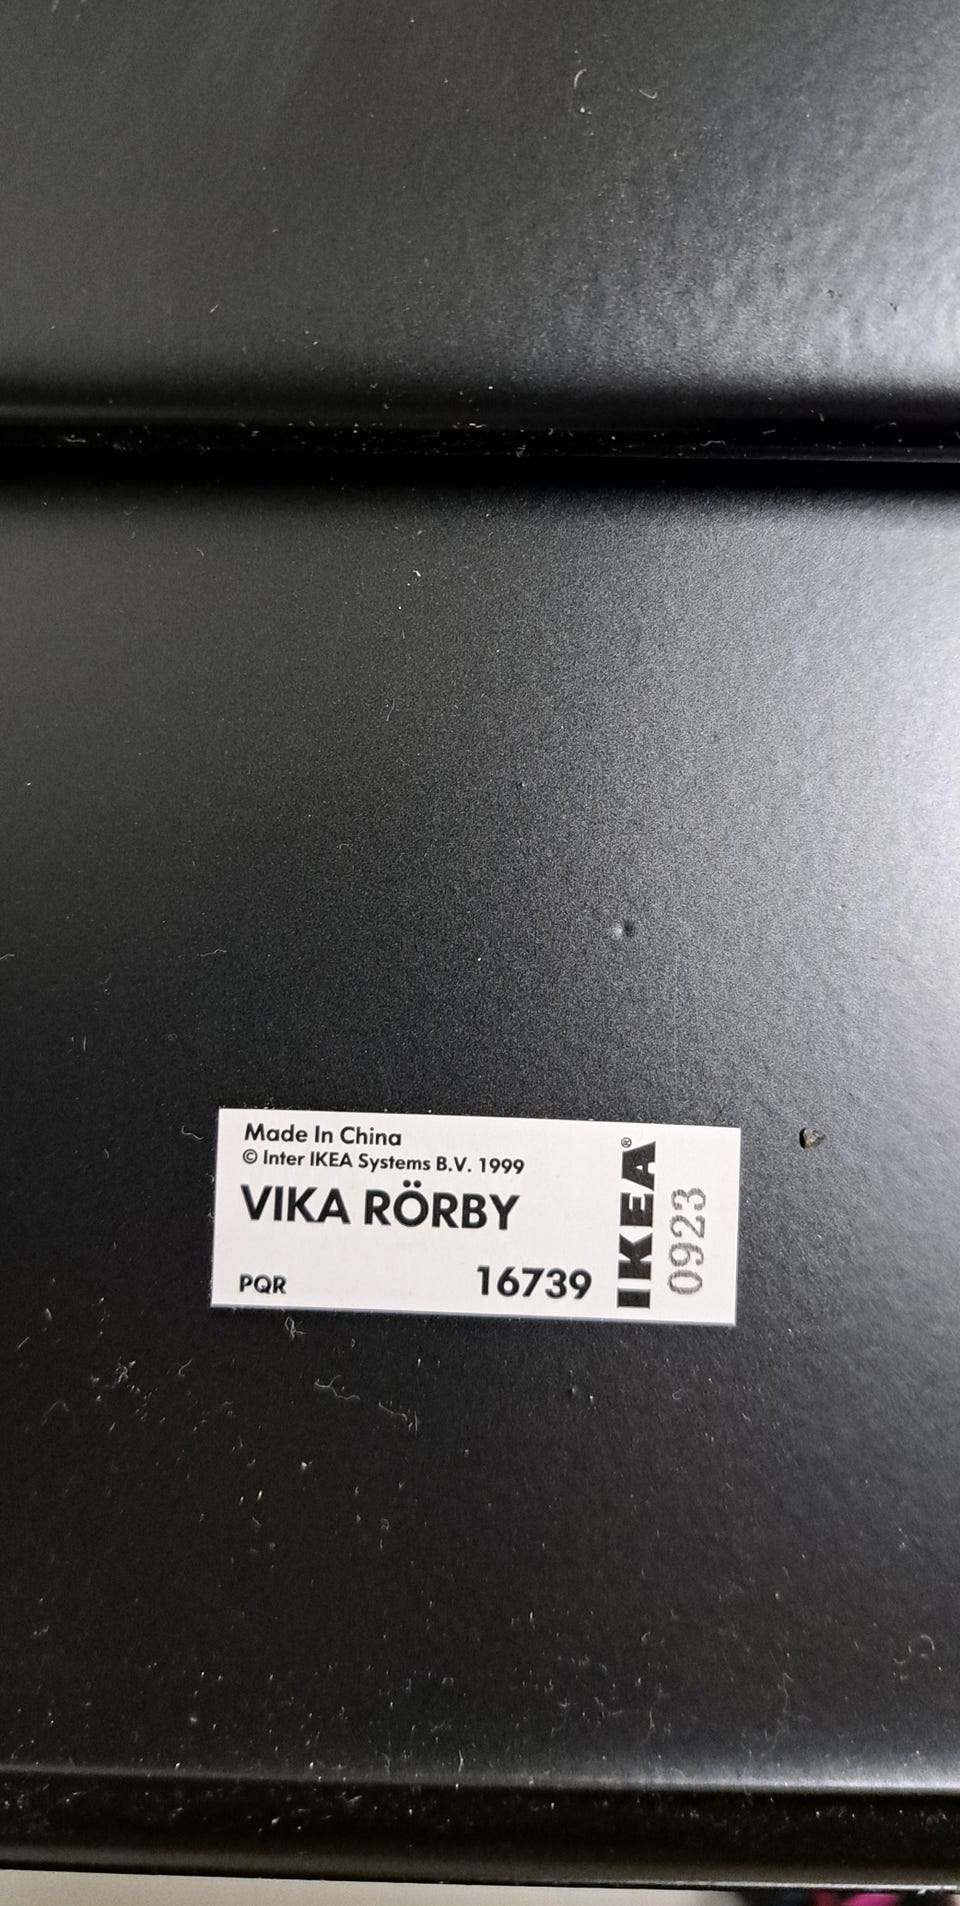 Made In China
© Inter IKEA Systems B.V. 1999
VIKA RÖRBY
PQR 16739
IKEA®
0923